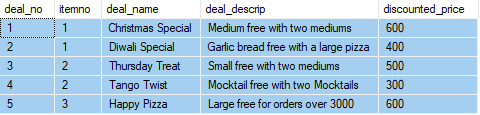 deal_no itemno deal_name deal_descrip discounted_price
1 1 Christmas Special Medium free with two mediums 600
2 1 Diwali Special Garlic bread free with a large pizza 400
3 2 Thursday Treat Small free with two mediums 500
4 2 Tango Twist Mocktail free with two Mocktails 300
5 3 Happy Pizza Large free for orders over 3000 600